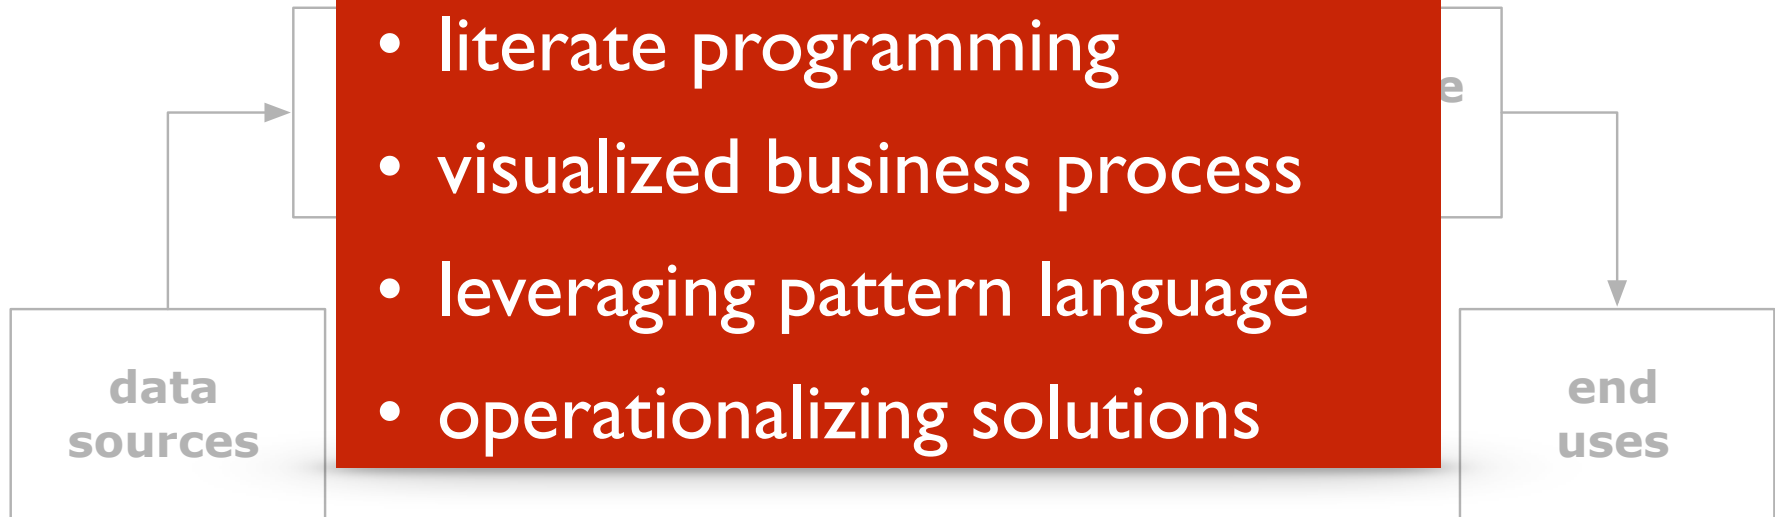 • literate programming
• visualized business process
• leveraging pattern language
• operationalizing solutions
data
sources
end
uses